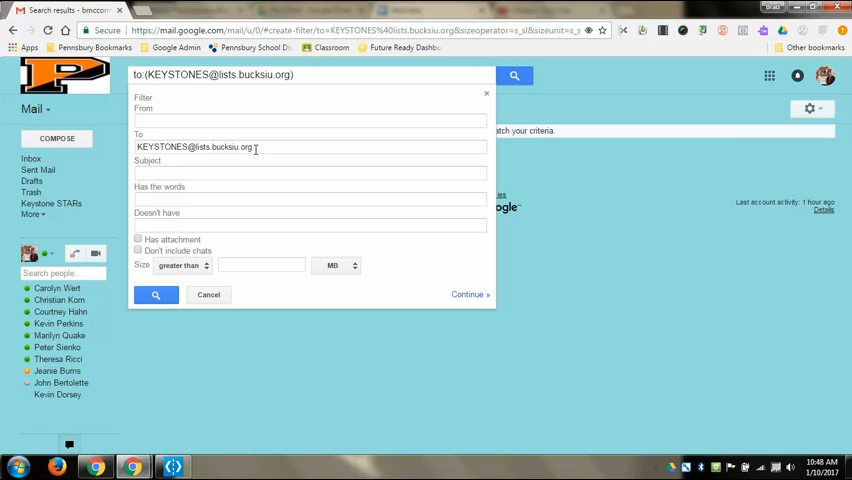 Search results - bmccorm
Brad
https://mail.google.com/mail/u/0/#create-filter/to=KEYSTONES%40lists.bucksiu.org&sizeoperator=s_sl&sizeunit=s_s
Apps
Pennsbury Bookmarks
Google Admin
Pennsbury School Dis
Classroom
Future Ready Dashbo
Other bookmarks
to:(KEYSTONES@lists.bucksiu.org)
Mail
Filter
From
To
KEYSTONES@lists.bucksiu.org
atch your criteria.
COMPOSE
Inbox
Sent Mail
Drafts
Trash
Keystone STARs
More
Subject
Has the words
Doesn't have
Has attachment
Don't include chats
Size
greater than
MB
Cancel
Continue »
Google
Last account activity: 1 hour ago
Details
Search people...
Carolyn Wert
Christian Korn
Courtney Hahn
Kevin Perkins
Marilyn Quake
Peter Sienko
Theresa Ricci
Jeanie Burns
John Bertolette
Kevin Dorsey
10:48 AM
1/10/2017